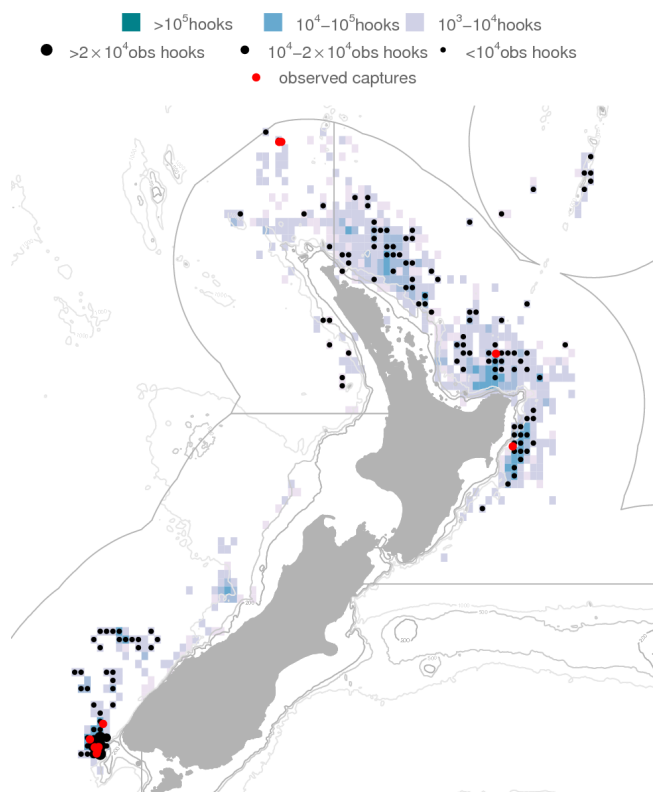 >10⁵hooks 10⁴−10⁵hooks 10³−10⁴hooks
>2×10⁴obs hooks 10⁴−2×10⁴obs hooks <10⁴obs hooks
observed captures